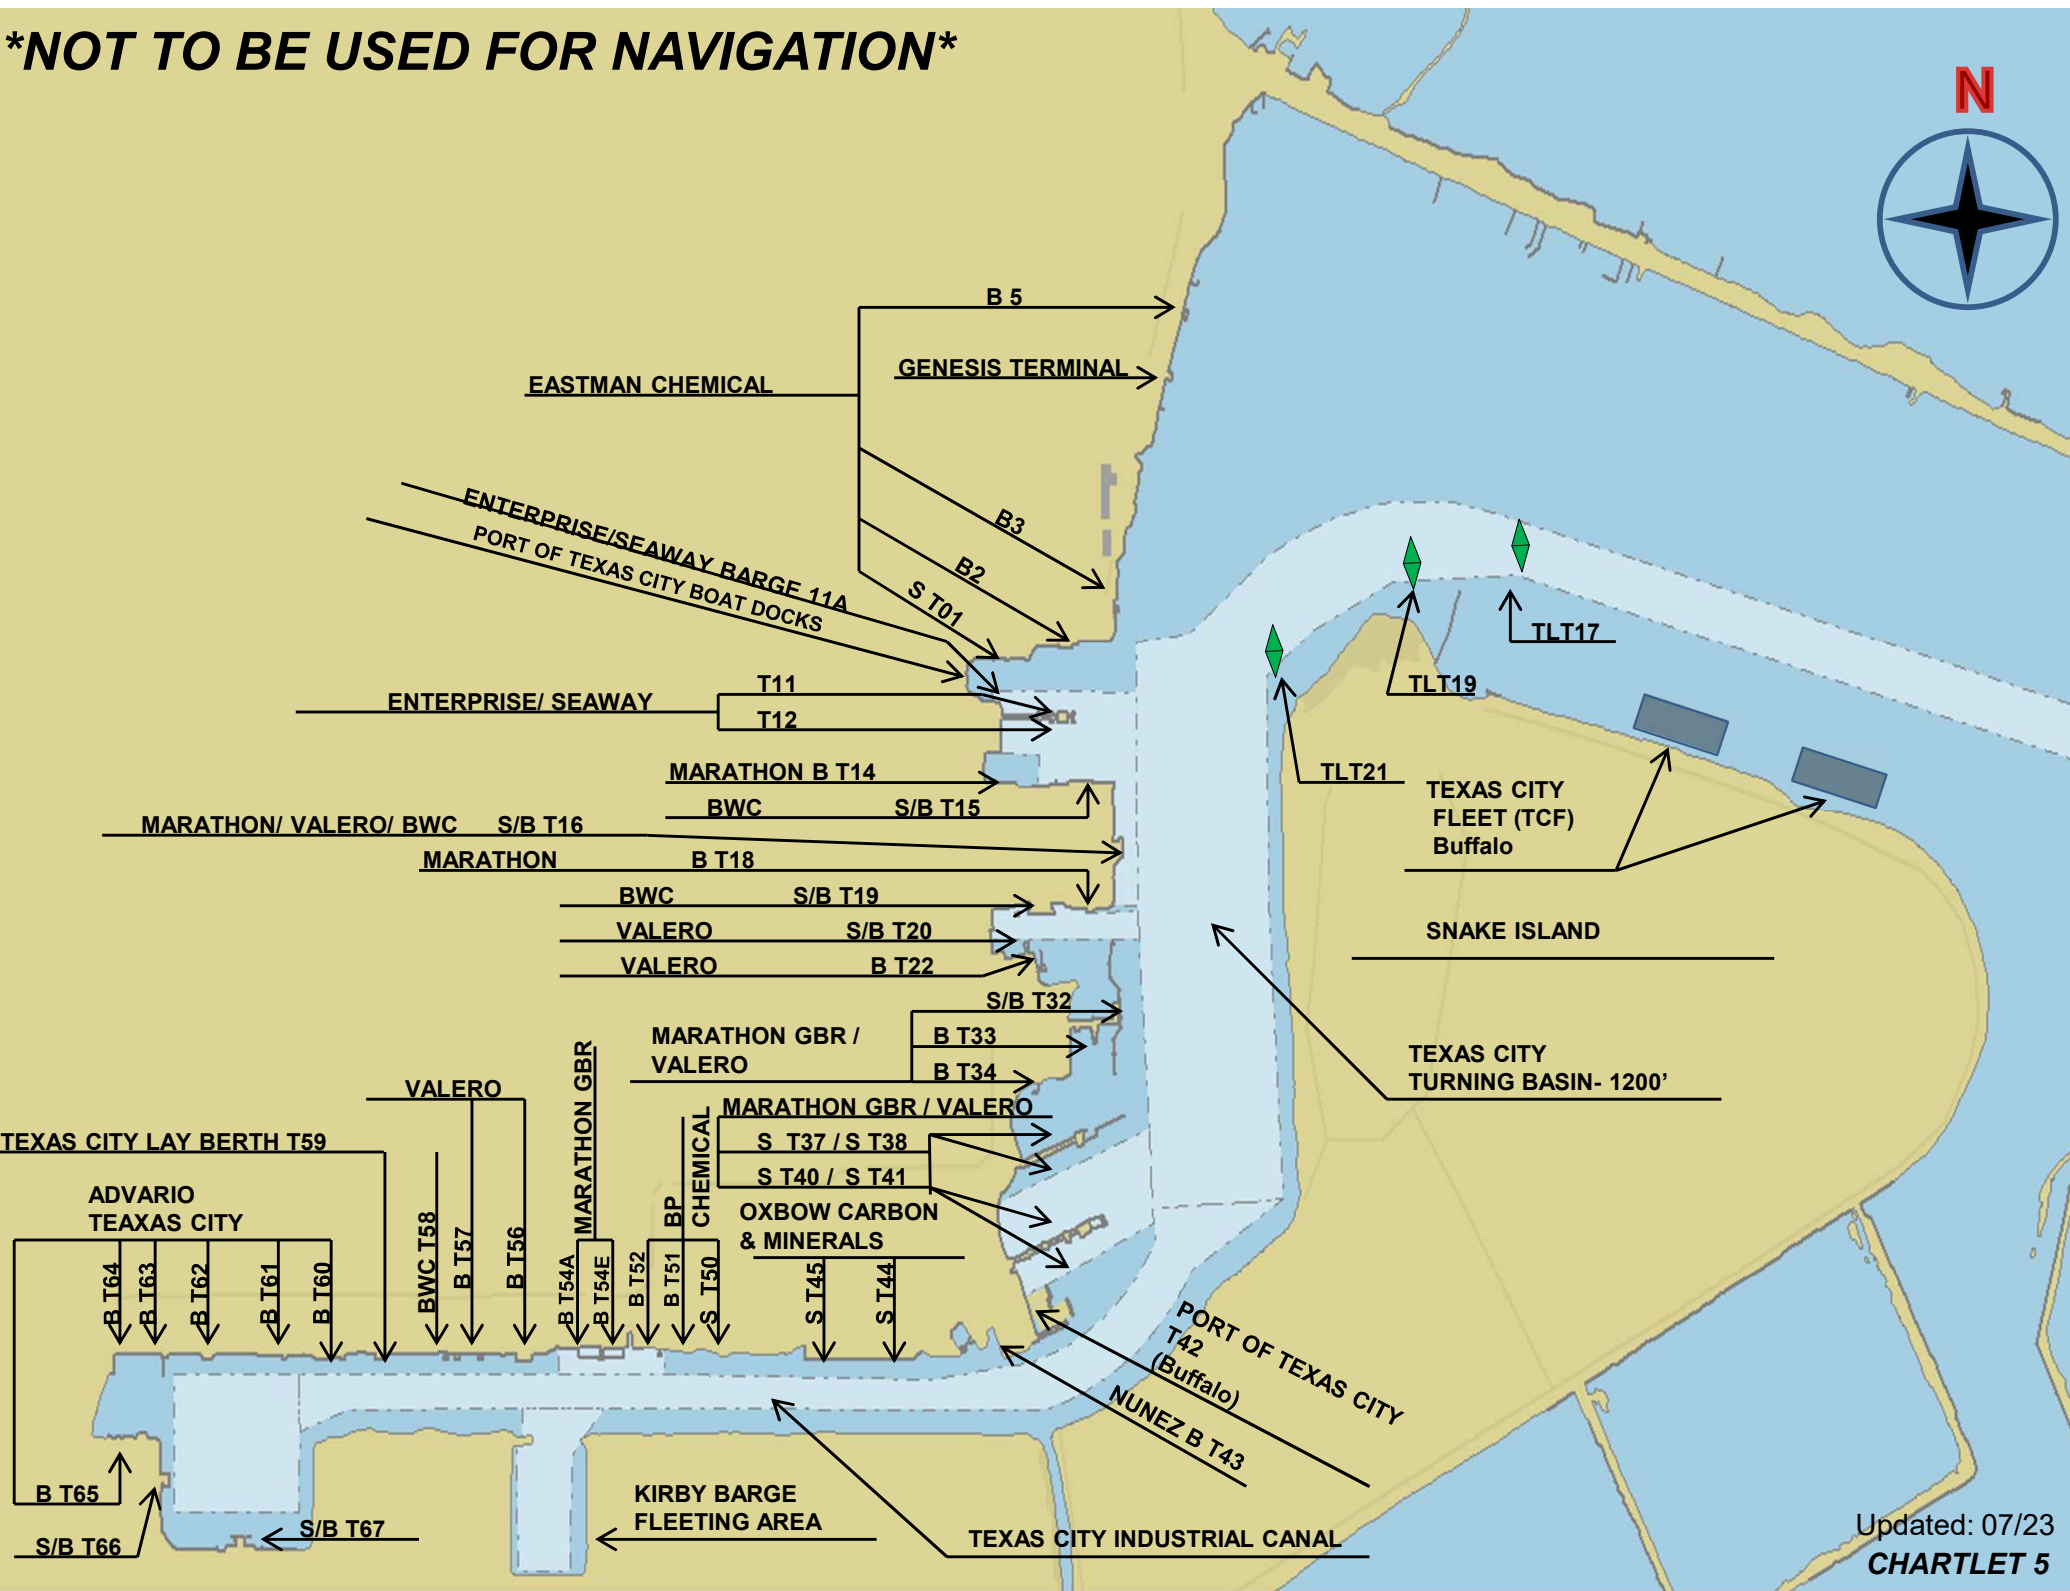 *NOT TO BE USED FOR NAVIGATION*
N
B 5
GENESIS TERMINAL
EASTMAN CHEMICAL
B3
B2
S T01
ENTERPRISE/SEAWAY BARGE 11A
PORT OF TEXAS CITY BOAT DOCKS
TLT17
TLT19
TLT21
T11
ENTERPRISE/ SEAWAY
T12
MARATHON B T14
BWC S/B T15
MARATHON/ VALERO/ BWC S/B T16
MARATHON B T18
BWC S/B T19
VALERO S/B T20
VALERO B T22
TEXAS CITY
FLEET (TCF)
Buffalo
SNAKE ISLAND
S/B T32
MARATHON GBR /
VALERO
B T33
B T34
TEXAS CITY
TURNING BASIN- 1200’
MARATHON GBR / VALERO
S T37 / S T38
S T40 / S T41
OXBOW CARBON
& MINERALS
S T45
S T44
VALERO
MARATHON GBR
BP
CHEMICAL
TEXAS CITY LAY BERTH T59
ADVARIO
TEAXAS CITY
B T64
B T63
B T62
B T61
B T60
BWC T58
B T57
B T56
B T54A
B T54E
B T52
B T51
S T50
PORT OF TEXAS CITY
T42
(Buffalo)
NUNEZ B T43
B T65
S/B T66
S/B T67
KIRBY BARGE
FLEETING AREA
TEXAS CITY INDUSTRIAL CANAL
Updated: 07/23
CHARTLET 5